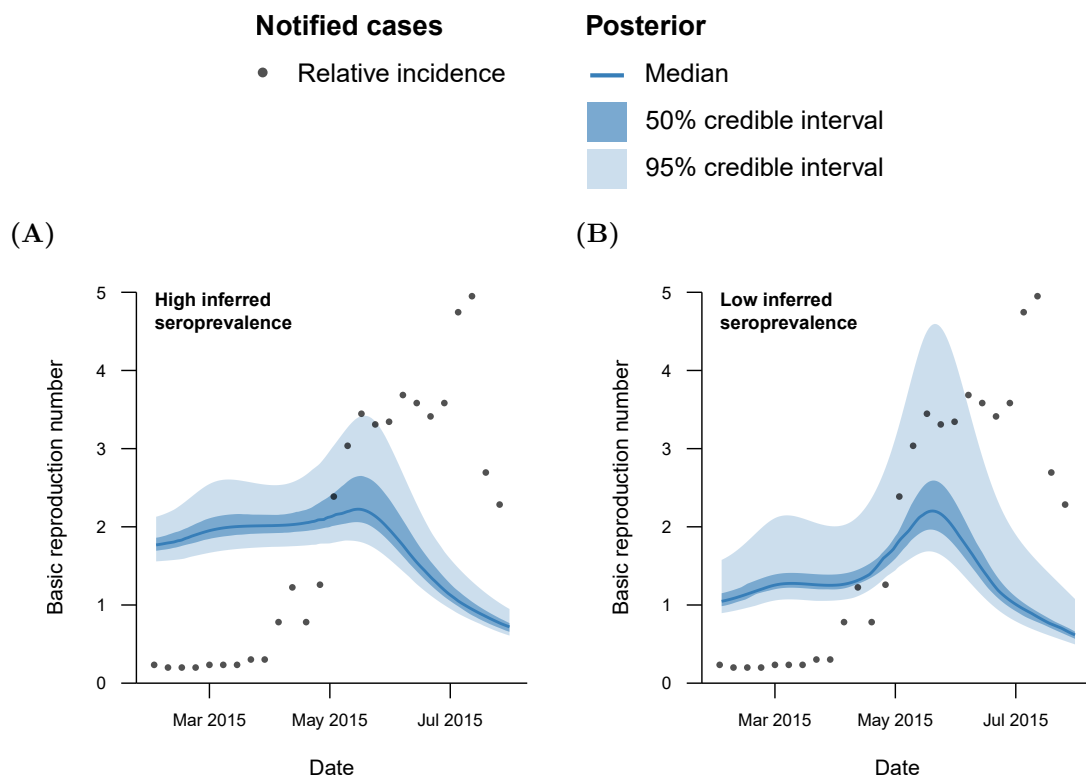 Notified cases
Relative incidence
Posterior
Median
50% credible interval
95% credible interval
(A)
High inferred
seroprevalence
Basic reproduction number
5
4
3
2
1
0
Mar 2015
May 2015
Jul 2015
Date
(B)
Low inferred
seroprevalence
Basic reproduction number
5
4
3
2
1
0
Mar 2015
May 2015
Jul 2015
Date